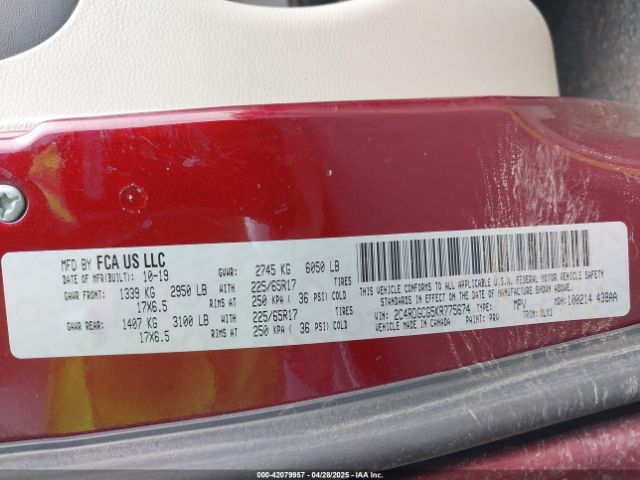 MFD BY FCA US LLC
DATE OF MFR(BUILT): 10-19 GVWR: 2745 KG 6050 LB
GAWR FRONT: 1339 KG 2950 LB WITH 225/65R17 TIRES
17X6.5 RIMS AT 250 KPA ( 36 PSI) COLD
GAWR REAR: 1407 KG 3100 LB WITH 225/65R17 TIRES
17X6.5 RIMS AT 250 KPA ( 36 PSI) COLD
THIS VEHICLE CONFORMS TO ALL APPLICABLE U.S.A. FEDERAL MOTOR VEHICLE SAFETY
STANDARDS IN EFFECT ON THE DATE OF MANUFACTURE SHOWN ABOVE.
VIN: 2C4RDGCG5KR775674 TYPE: MPV MDH: 100214 438AA
VEHICLE MADE IN CANADA PAINT: TRIM:
000-42079957 - 04/28/2025 - IAA Inc.